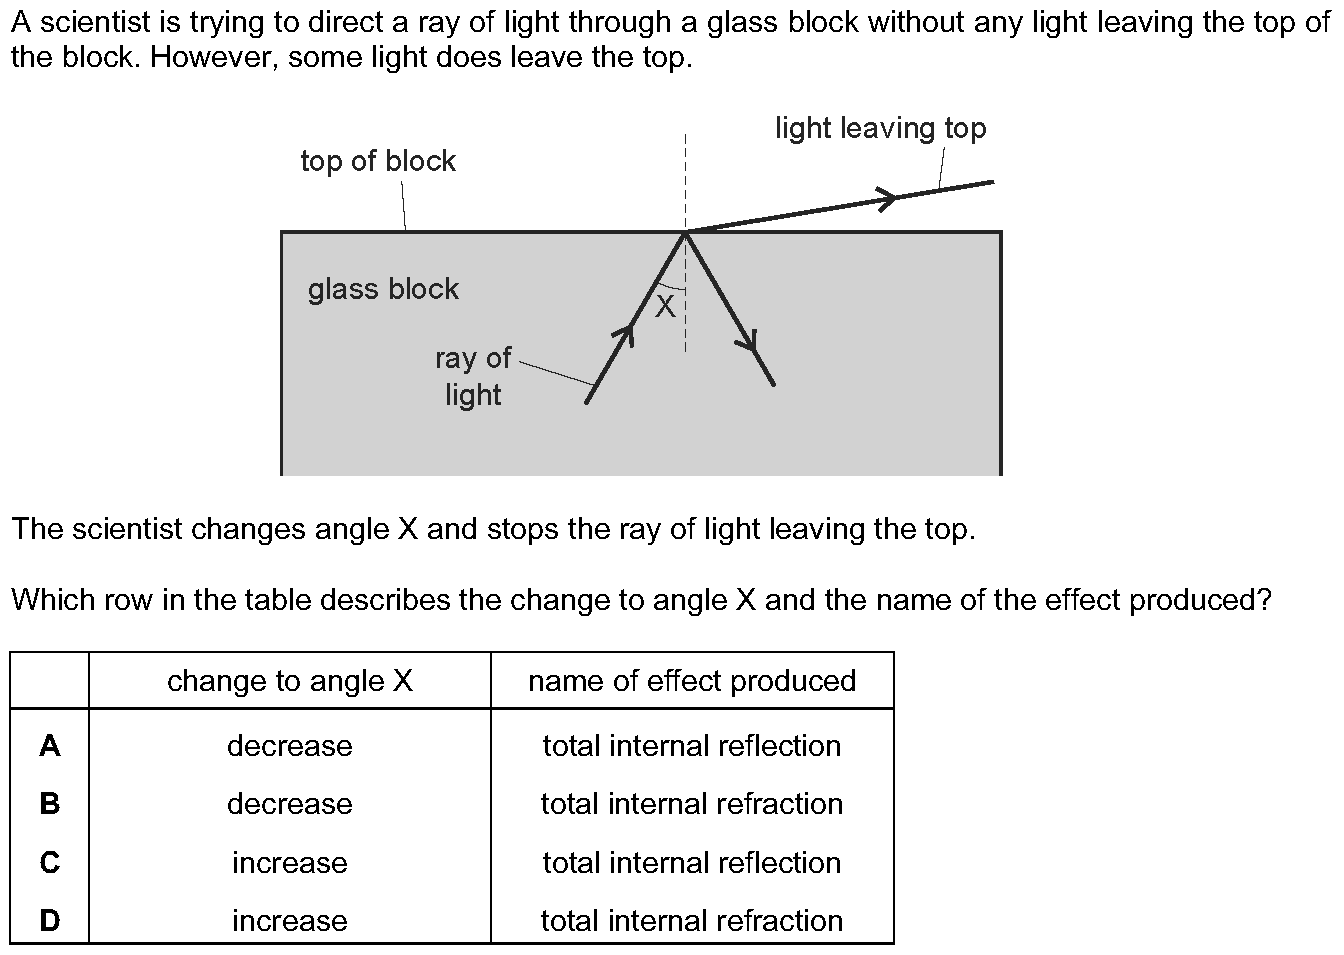 A scientist is trying to direct a ray of light through a glass block without any light leaving the top of
the block. However, some light does leave the top.
light leaving top
top of block
glass block
X
ray of
light
The scientist changes angle X and stops the ray of light leaving the top.
Which row in the table describes the change to angle X and the name of the effect produced?
change to angle X name of effect produced
A decrease total internal reflection
B decrease total internal refraction
C increase total internal reflection
D increase total internal refraction